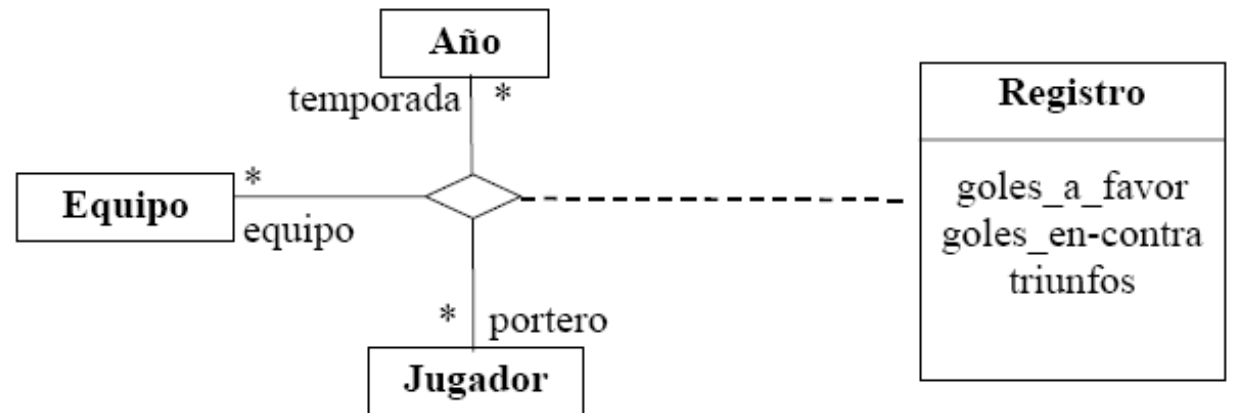 Año
temporada *
Registro
*
Equipo
equipo
goles_a_favor
goles_en-contra
triunfos
* portero
Jugador